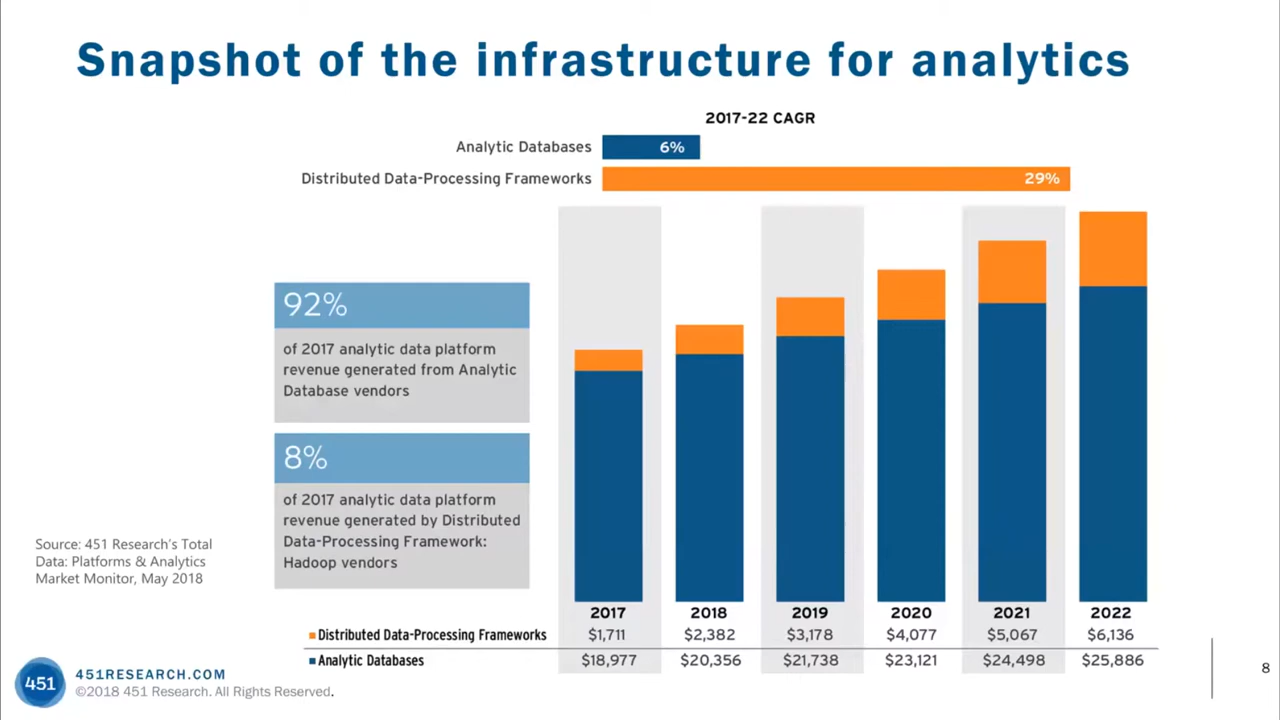 Snapshot of the infrastructure for analytics
2017-22 CAGR
Analytic Databases 6%
Distributed Data-Processing Frameworks 29%
92%
of 2017 analytic data platform
revenue generated from Analytic
Database vendors
8%
of 2017 analytic data platform
revenue generated by Distributed
Data-Processing Framework:
Hadoop vendors
Source: 451 Research's Total
Data: Platforms & Analytics
Market Monitor, May 2018
2017 2018 2019 2020 2021 2022
Distributed Data-Processing Frameworks $1,711 $2,382 $3,178 $4,077 $5,067 $6,136
Analytic Databases $18,977 $20,356 $21,738 $23,121 $24,498 $25,886
451
451RESEARCH.COM
©2018 451 Research. All Rights Reserved.
8